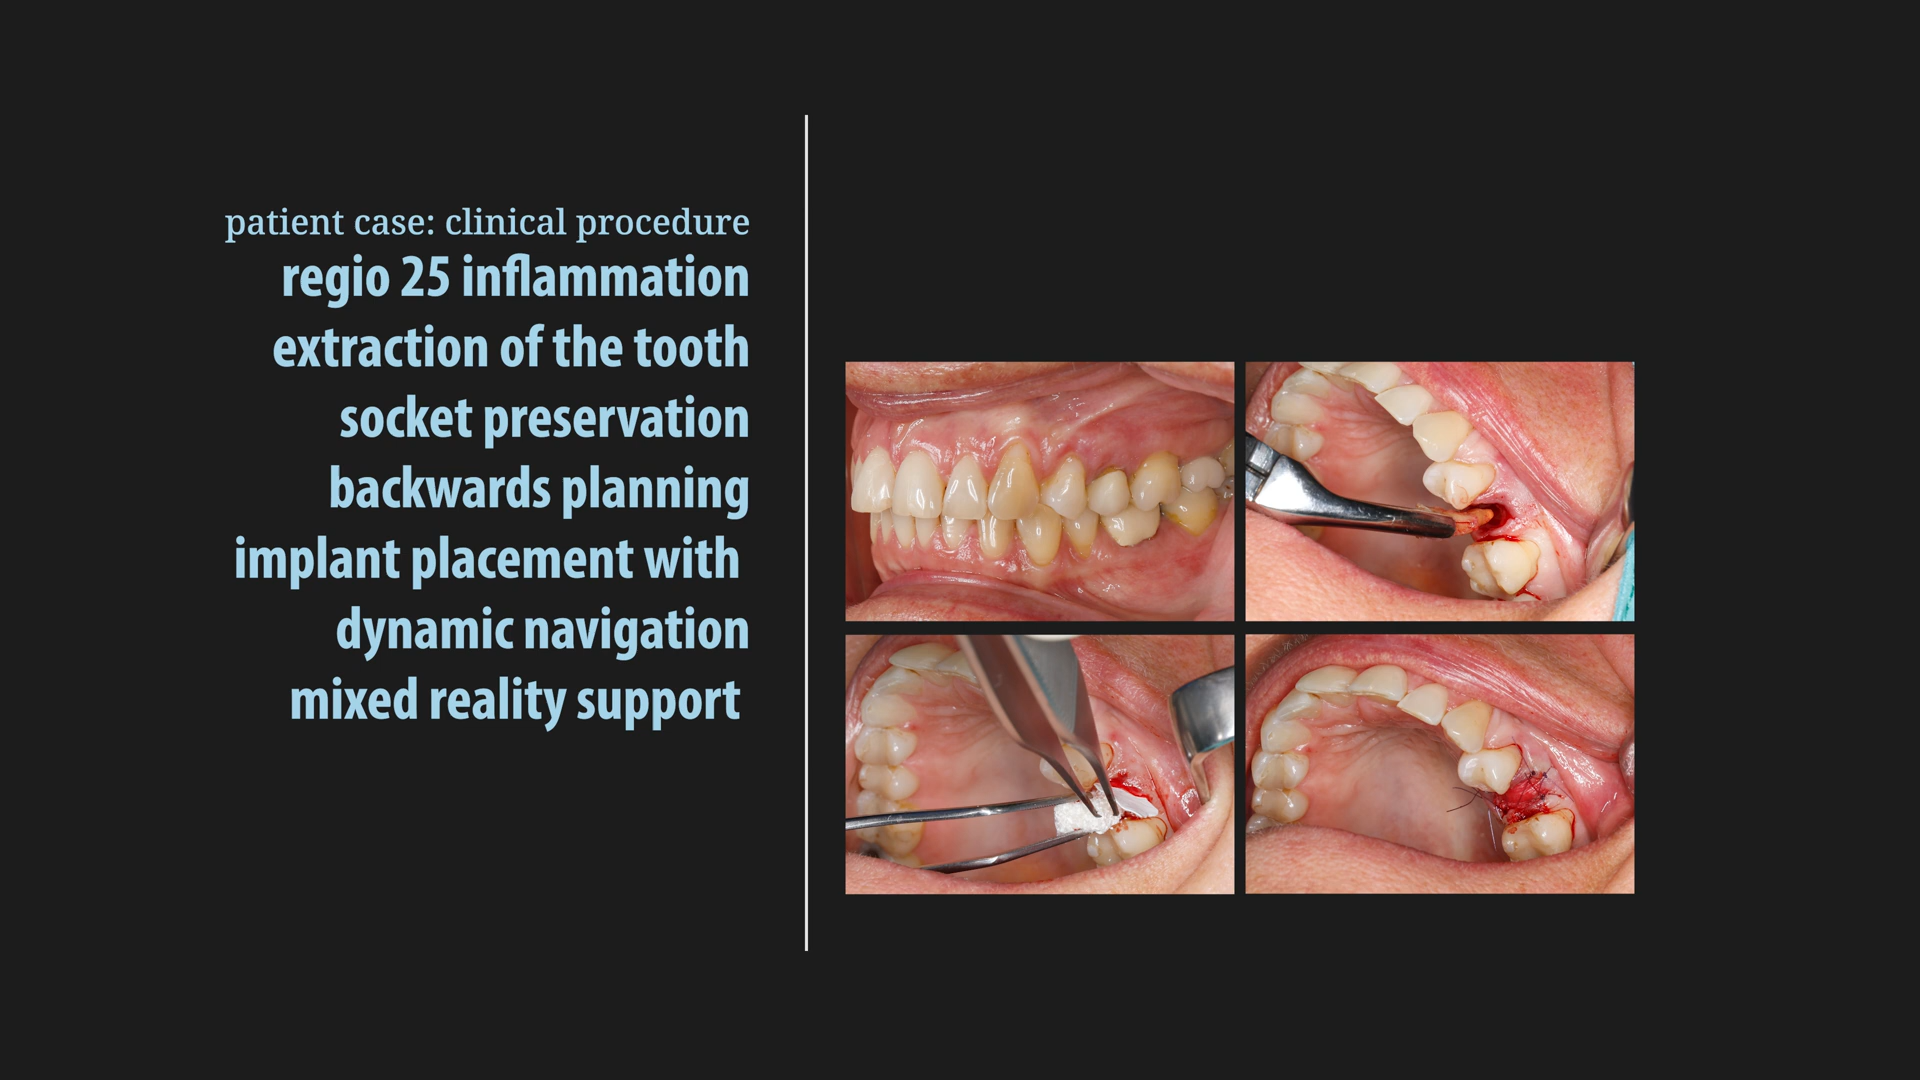 patient case: clinical procedure
regio 25 inflammation
extraction of the tooth
socket preservation
backwards planning
implant placement with
dynamic navigation
mixed reality support